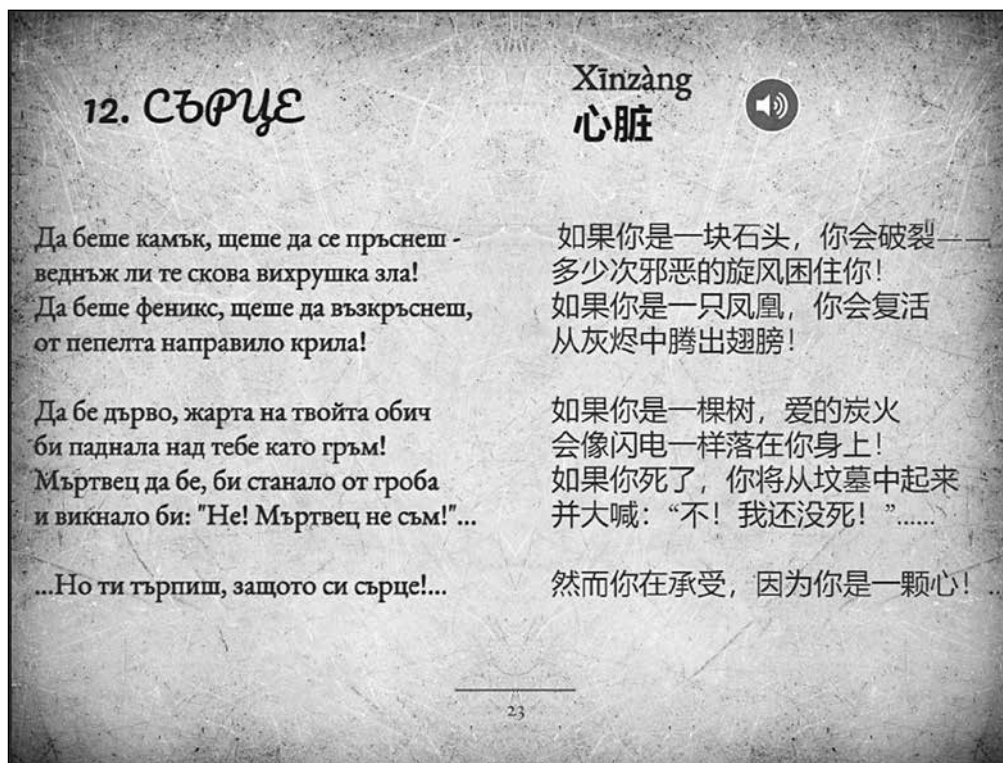 12. СЪРЦЕ
Да беше камък, щеше да се пръснеш -
веднъж ли те скова вихрушка зла!
Да беше феникс, щеше да възкръснеш,
от пепелта направило крила!
Да бе дърво, жарта на твойта обич
би паднала над тебе като гръм!
Мъртвец да бе, би станало от гроба
и викнало би: "Не! Мъртвец не съм!"...
...Но ти търпиш, защото си сърце!...
Xīnzàng
心脏
如果你是一块石头，你会破裂——
多少次邪恶的旋风困住你！
如果你是一只凤凰，你会复活
从灰烬中腾出翅膀！
如果你是一棵树，爱的炭火
会像闪电一样落在你身上！
如果你死了，你将从坟墓中起来
并大喊：“不！我还没死！”......
然而你在承受，因为你是一颗心！..
23